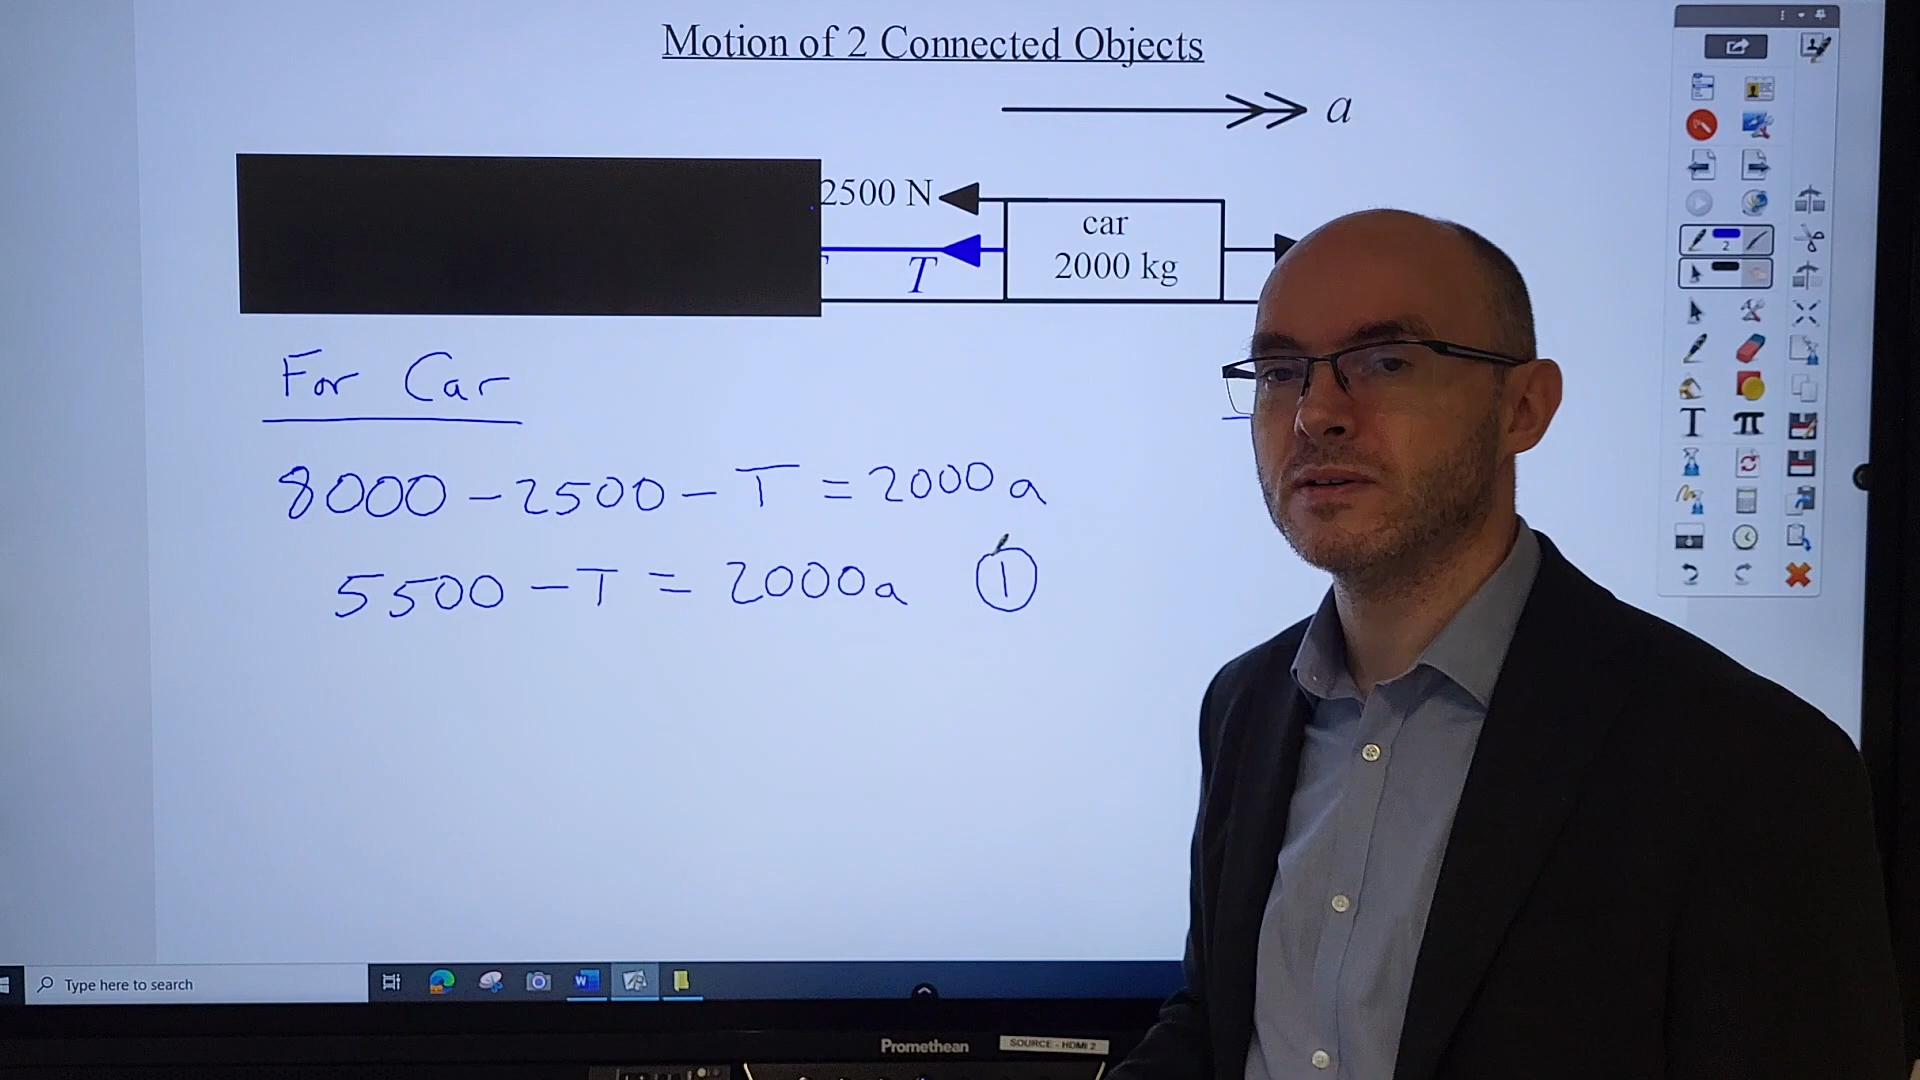 Motion of 2 Connected Objects
a
2500 N
car
T
2000 kg
For Car
8000 - 2500 - T = 2000a
5500 - T = 2000a ①
Type here to search
Promethean
SOURCE - HDMI 2